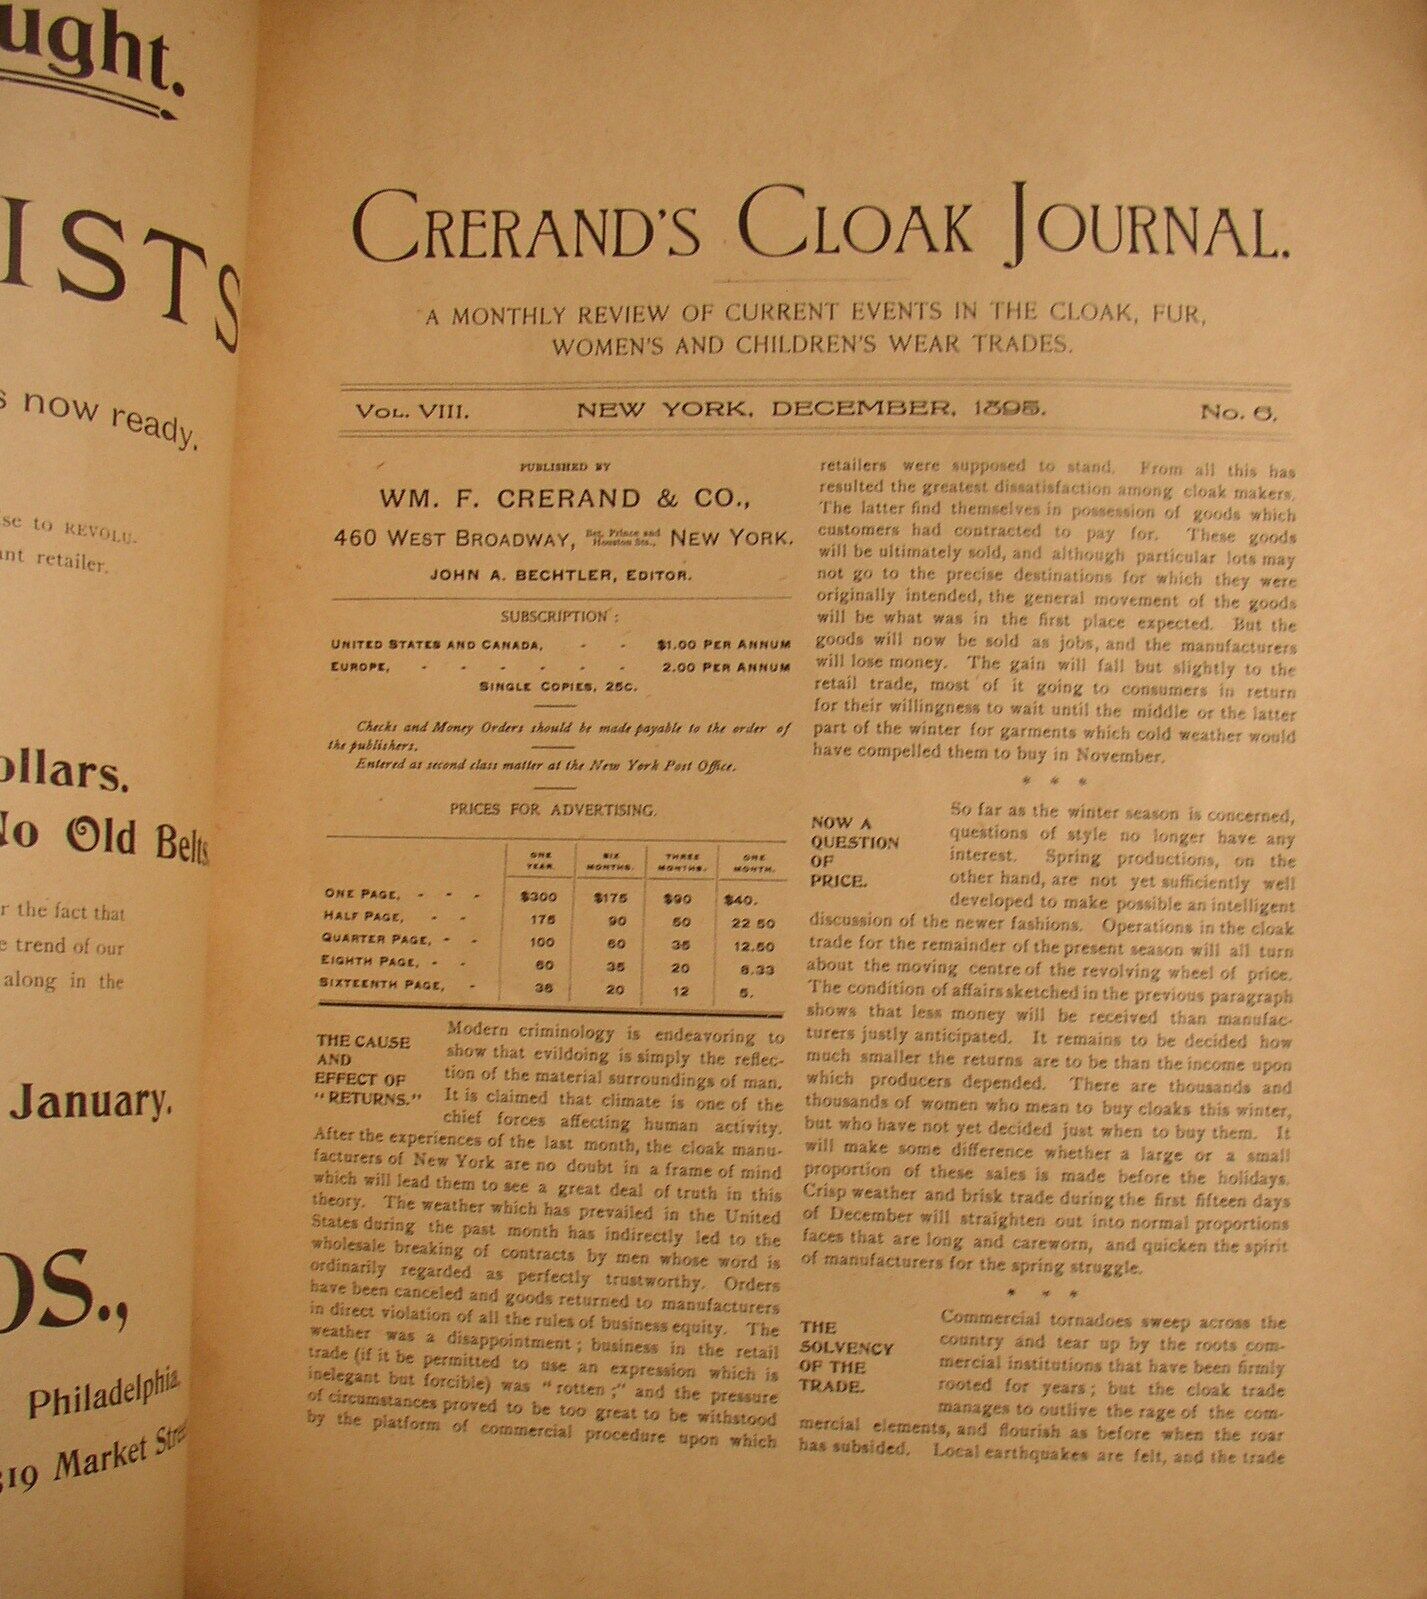 ught.
ISTS
s now ready.
se to REVOLU-
ant retailer.
ollars.
No Old Belts
r the fact that
e trend of our
along in the
January.
OS.,
Philadelphia,
319 Market Street
CRERAND'S CLOAK JOURNAL.
A MONTHLY REVIEW OF CURRENT EVENTS IN THE CLOAK, FUR,
WOMEN'S AND CHILDREN'S WEAR TRADES.
VOL. VIII. NEW YORK, DECEMBER, 1895. No. 6.
PUBLISHED BY
WM. F. CRERAND & CO.,
460 WEST BROADWAY, Bet. Prince and Houston Sts., NEW YORK.
JOHN A. BECHTLER, EDITOR.
SUBSCRIPTION:
UNITED STATES AND CANADA, - - $1.00 PER ANNUM
EUROPE, - - - - - - 2.00 PER ANNUM
SINGLE COPIES, 25C.
Checks and Money Orders should be made payable to the order of
the publishers.
Entered as second class matter at the New York Post Office.
PRICES FOR ADVERTISING.
ONE YEAR. SIX MONTHS. THREE MONTHS. ONE MONTH.
ONE PAGE, - - - $300 $175 $90 $40.
HALF PAGE, - - 175 90 50 22 50
QUARTER PAGE, - - 100 60 35 12.50
EIGHTH PAGE, - - 60 35 20 8.33
SIXTEENTH PAGE, - 35 20 12 5.
THE CAUSE
AND
EFFECT OF
"RETURNS."
Modern criminology is endeavoring to
show that evildoing is simply the reflec-
tion of the material surroundings of man.
It is claimed that climate is one of the
chief forces affecting human activity.
After the experiences of the last month, the cloak manu-
facturers of New York are no doubt in a frame of mind
which will lead them to see a great deal of truth in this
theory. The weather which has prevailed in the United
States during the past month has indirectly led to the
wholesale breaking of contracts by men whose word is
ordinarily regarded as perfectly trustworthy. Orders
have been canceled and goods returned to manufacturers
in direct violation of all the rules of business equity. The
weather was a disappointment; business in the retail
trade (if it be permitted to use an expression which is
inelegant but forcible) was "rotten;" and the pressure
of circumstances proved to be too great to be withstood
by the platform of commercial procedure upon which
retailers were supposed to stand. From all this has
resulted the greatest dissatisfaction among cloak makers.
The latter find themselves in possession of goods which
customers had contracted to pay for. These goods
will be ultimately sold, and although particular lots may
not go to the precise destinations for which they were
originally intended, the general movement of the goods
will be what was in the first place expected. But the
goods will now be sold as jobs, and the manufacturers
will lose money. The gain will fall but slightly to the
retail trade, most of it going to consumers in return
for their willingness to wait until the middle or the latter
part of the winter for garments which cold weather would
have compelled them to buy in November.
* * *
NOW A
QUESTION
OF
PRICE.
So far as the winter season is concerned,
questions of style no longer have any
interest. Spring productions, on the
other hand, are not yet sufficiently well
developed to make possible an intelligent
discussion of the newer fashions. Operations in the cloak
trade for the remainder of the present season will all turn
about the moving centre of the revolving wheel of price.
The condition of affairs sketched in the previous paragraph
shows that less money will be received than manufac-
turers justly anticipated. It remains to be decided how
much smaller the returns are to be than the income upon
which producers depended. There are thousands and
thousands of women who mean to buy cloaks this winter,
but who have not yet decided just when to buy them. It
will make some difference whether a large or a small
proportion of these sales is made before the holidays.
Crisp weather and brisk trade during the first fifteen days
of December will straighten out into normal proportions
faces that are long and careworn, and quicken the spirit
of manufacturers for the spring struggle.
* * *
THE
SOLVENCY
OF THE
TRADE.
Commercial tornadoes sweep across the
country and tear up by the roots com-
mercial institutions that have been firmly
rooted for years; but the cloak trade
manages to outlive the rage of the com-
mercial elements, and flourish as before when the roar
has subsided. Local earthquakes are felt, and the trade